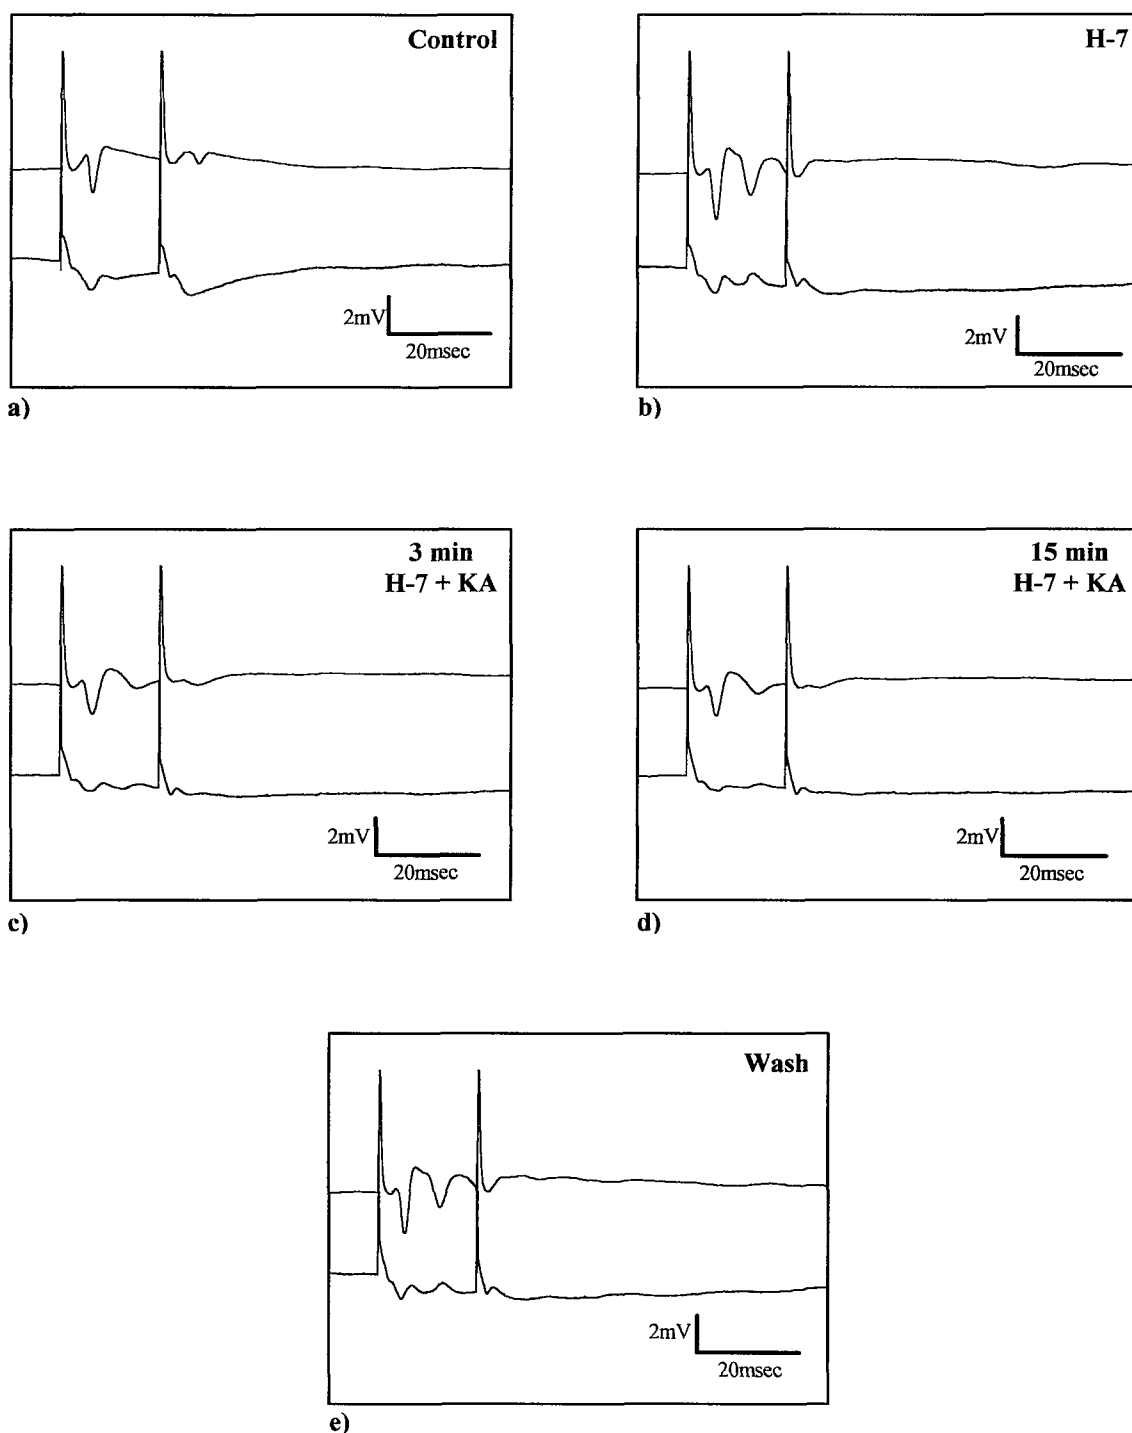 Control
2mV
20msec
a)
H-7
2mV
20msec
b)
3 min
H-7 + KA
2mV
20msec
c)
15 min
H-7 + KA
2mV
20msec
d)
Wash
2mV
20msec
e)